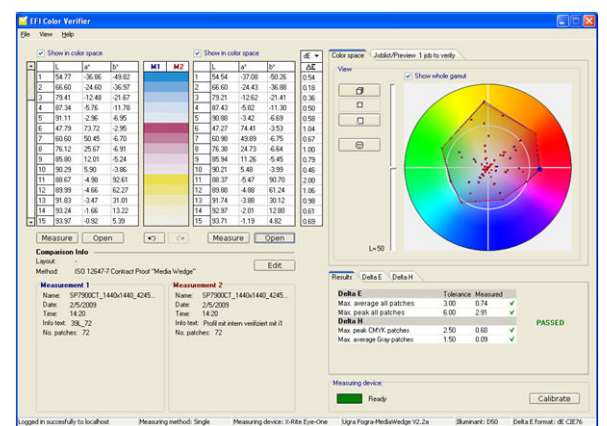 EFI Color Verifier
File View Help
Show in color space
Show in color space
dE
L a* b* M1 M2 L a* b* ΔE
1 54.77 -36.86 -49.82 1 54.54 -37.08 -50.26 0.54
2 66.60 -24.60 -36.97 2 66.60 -24.43 -36.88 0.18
3 79.41 -12.48 -21.67 3 79.21 -12.62 -21.41 0.36
4 87.34 -5.76 -11.78 4 87.43 -5.82 -11.30 0.50
5 91.11 -2.96 -6.95 5 90.88 -3.42 -6.69 0.58
6 47.79 73.72 -2.95 6 47.27 74.41 -3.53 1.04
7 60.60 50.45 -6.70 7 60.98 49.89 -6.75 0.67
8 76.12 25.67 -6.91 8 76.38 24.73 -6.64 1.00
9 85.80 12.01 -5.24 9 85.94 11.26 -5.45 0.79
10 90.29 5.90 -3.86 10 90.21 5.48 -3.99 0.46
11 88.67 -4.98 92.61 11 88.37 -5.47 90.70 2.00
12 89.99 -4.66 62.27 12 89.88 -4.88 61.24 1.06
13 91.83 -3.47 31.01 13 91.74 -3.88 30.12 0.98
14 93.24 -1.66 13.22 14 92.97 -2.01 12.80 0.61
15 93.97 -0.92 5.39 15 93.71 -1.19 4.82 0.69
Measure Open Measure Open
Comparison Info
Layout: -
Method: ISO 12647-7 Contract Proof "Media Wedge"
Edit
Measurement 1
Name: SP7900CT_1440x1440_4245...
Date: 2/5/2009
Time: 14:20
Info text: 39L_72
No. patches: 72
Measurement 2
Name: SP7900CT_1440x1440_4245...
Date: 2/5/2009
Time: 14:20
Info text: Profil mit intern verifiziert mit i1
No. patches: 72
Color space Joblist/Preview 1 job to verify
View
Show whole gamut
L=50
Results Delta E Delta H
Delta E Tolerance Measured
Max. average all patches 3.00 0.74
Max. peak all patches 6.00 2.91
Delta H
Max. peak CMYK patches 2.50 0.60
Max. average Gray patches 1.50 0.09
PASSED
Measuring device:
Ready
Calibrate
Logged in succesfully to localhost Measuring method: Single Measuring device: X-Rite Eye-One Ugra Fogra-MediaWedge V2.2a Illuminant: D50 Delta E format: dE CIE76